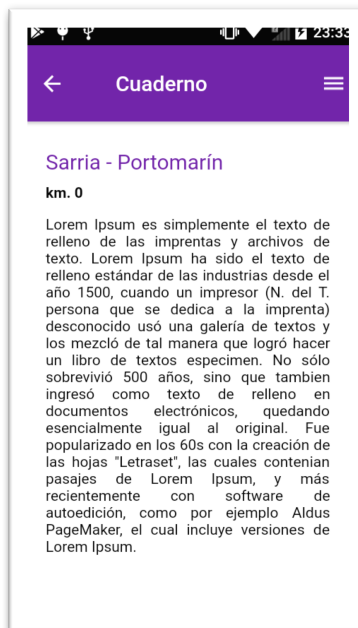 23:33
Cuaderno
Sarria - Portomarín
km. 0
Lorem Ipsum es simplemente el texto de
relleno de las imprentas y archivos de
texto. Lorem Ipsum ha sido el texto de
relleno estándar de las industrias desde el
año 1500, cuando un impresor (N. del T.
persona que se dedica a la imprenta)
desconocido usó una galería de textos y
los mezcló de tal manera que logró hacer
un libro de textos especimen. No sólo
sobrevivió 500 años, sino que tambien
ingresó como texto de relleno en
documentos electrónicos, quedando
esencialmente igual al original. Fue
popularizado en los 60s con la creación de
las hojas "Letraset", las cuales contenian
pasajes de Lorem Ipsum, y más
recientemente con software de
autoedición, como por ejemplo Aldus
PageMaker, el cual incluye versiones de
Lorem Ipsum.